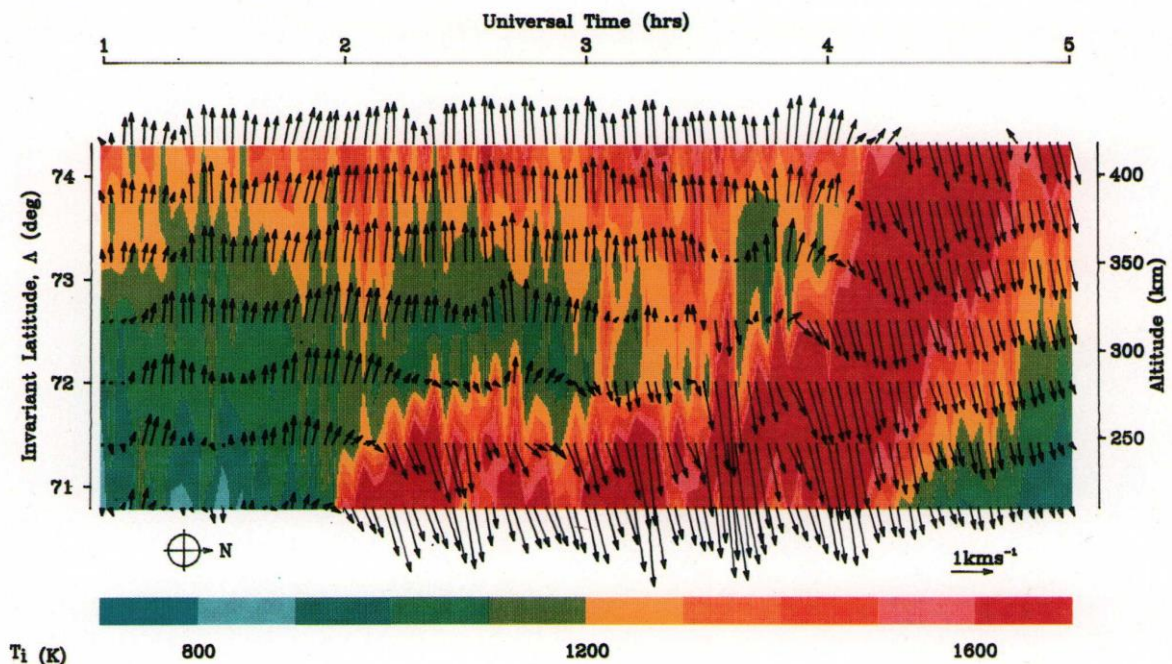 Universal Time (hrs)
1 2 3 4 5
Invariant Latitude, Λ (deg)
74
73
72
71
Altitude (km)
400
350
300
250
N
1kms⁻¹
Tᵢ (K) 800 1200 1600